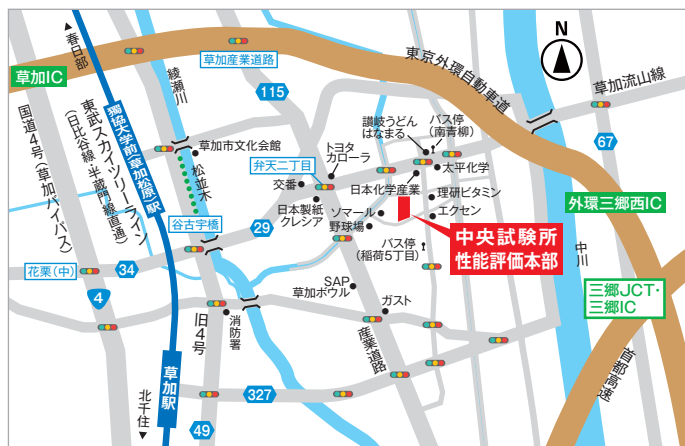 ▲春日部
綾瀬川
草加産業道路
東京外環自動車道
N
草加IC
115
草加流山線
67
国道4号(草加バイパス)
東武スカイツリーライン
(日比谷線・半蔵門線直通)
獨協大学前(草加松原)駅
草加市文化会館
松並木
弁天二丁目
トヨタ
カローラ
讃岐うどん
はなまる
バス停
(南青柳)
太平化学
日本化学産業
交番
日本製紙
クレシア
ソマール
野球場
理研ビタミン
エクセン
外環三郷西IC
谷古宇橋
29
バス停
(稲荷5丁目)
中央試験所
性能評価本部
中川
花栗(中)
34
4
SAP
草加ボウル
ガスト
三郷JCT・
三郷IC
旧4号
消防署
産業道路
首都高速
草加駅
327
北千住▼
49